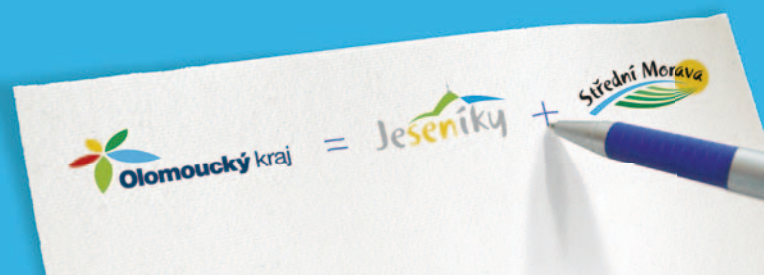 Olomoucký kraj = Jeseníky + Střední Morava